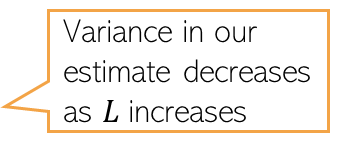 Variance in our
estimate decreases
as L increases